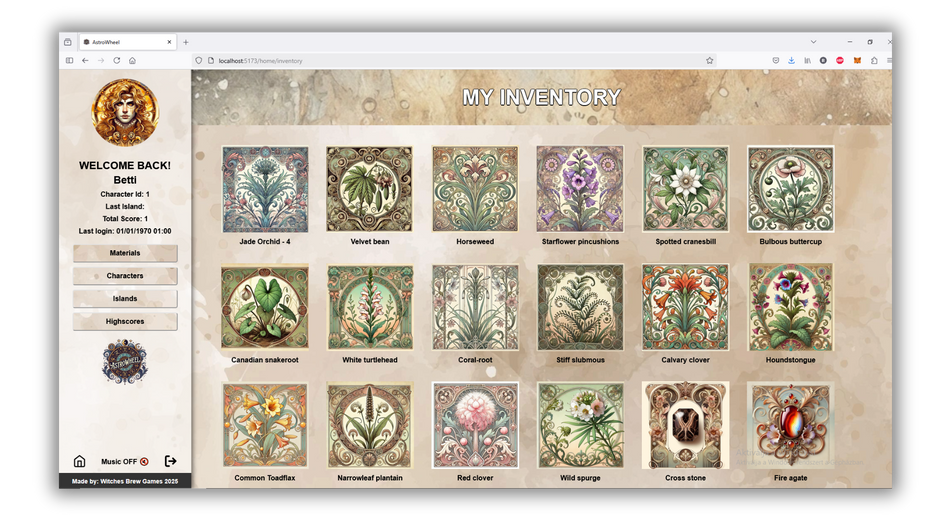 AstroWheel
localhost:5173/home/inventory
MY INVENTORY
WELCOME BACK!
Betti
Character Id: 1
Last Island:
Total Score: 1
Last login: 01/01/1970 01:00
Materials
Characters
Islands
Highscores
ASTROWHEEL
Music OFF
Made by: Witches Brew Games 2025
Jade Orchid - 4
Velvet bean
Horseweed
Starflower pincushions
Spotted cranesbill
Bulbous buttercup
Canadian snakeroot
White turtlehead
Coral-root
Stiff slubmous
Calvary clover
Houndstongue
Common Toadflax
Narrowleaf plantain
Red clover
Wild spurge
Cross stone
Fire agate